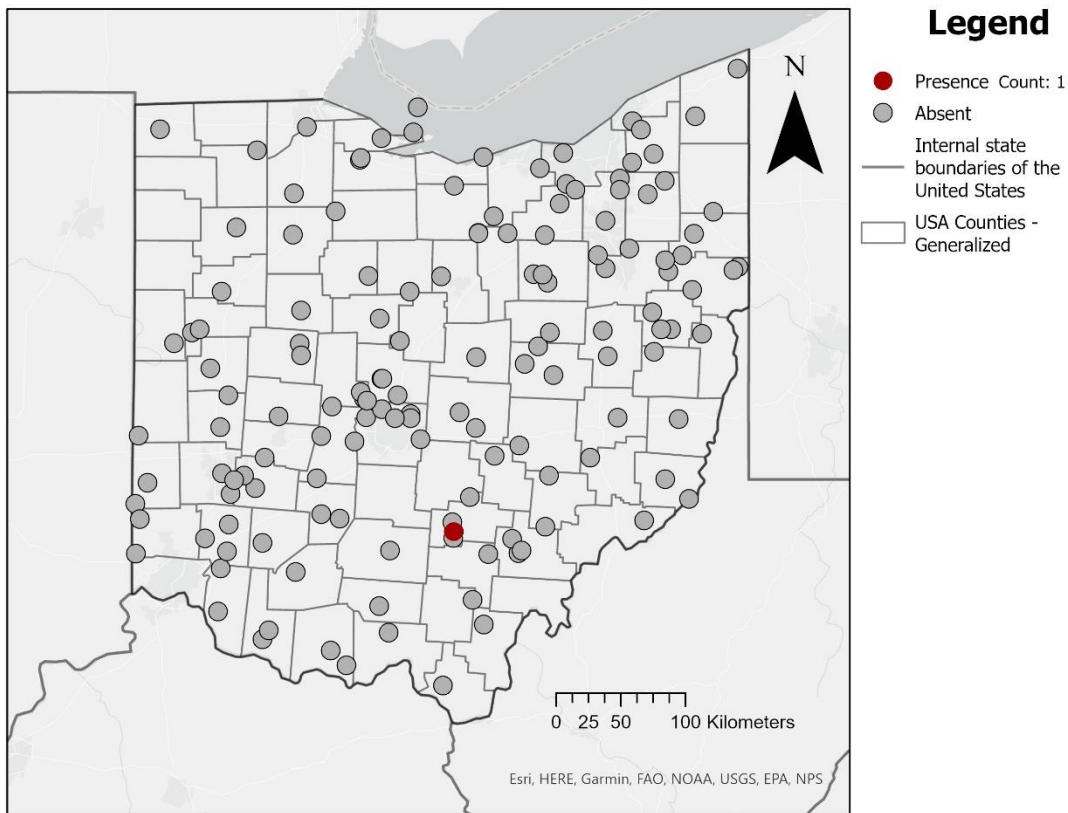 Legend
N
Presence Count: 1
Absent
Internal state
boundaries of the
United States
USA Counties -
Generalized
0 25 50 100 Kilometers
Esri, HERE, Garmin, FAO, NOAA, USGS, EPA, NPS